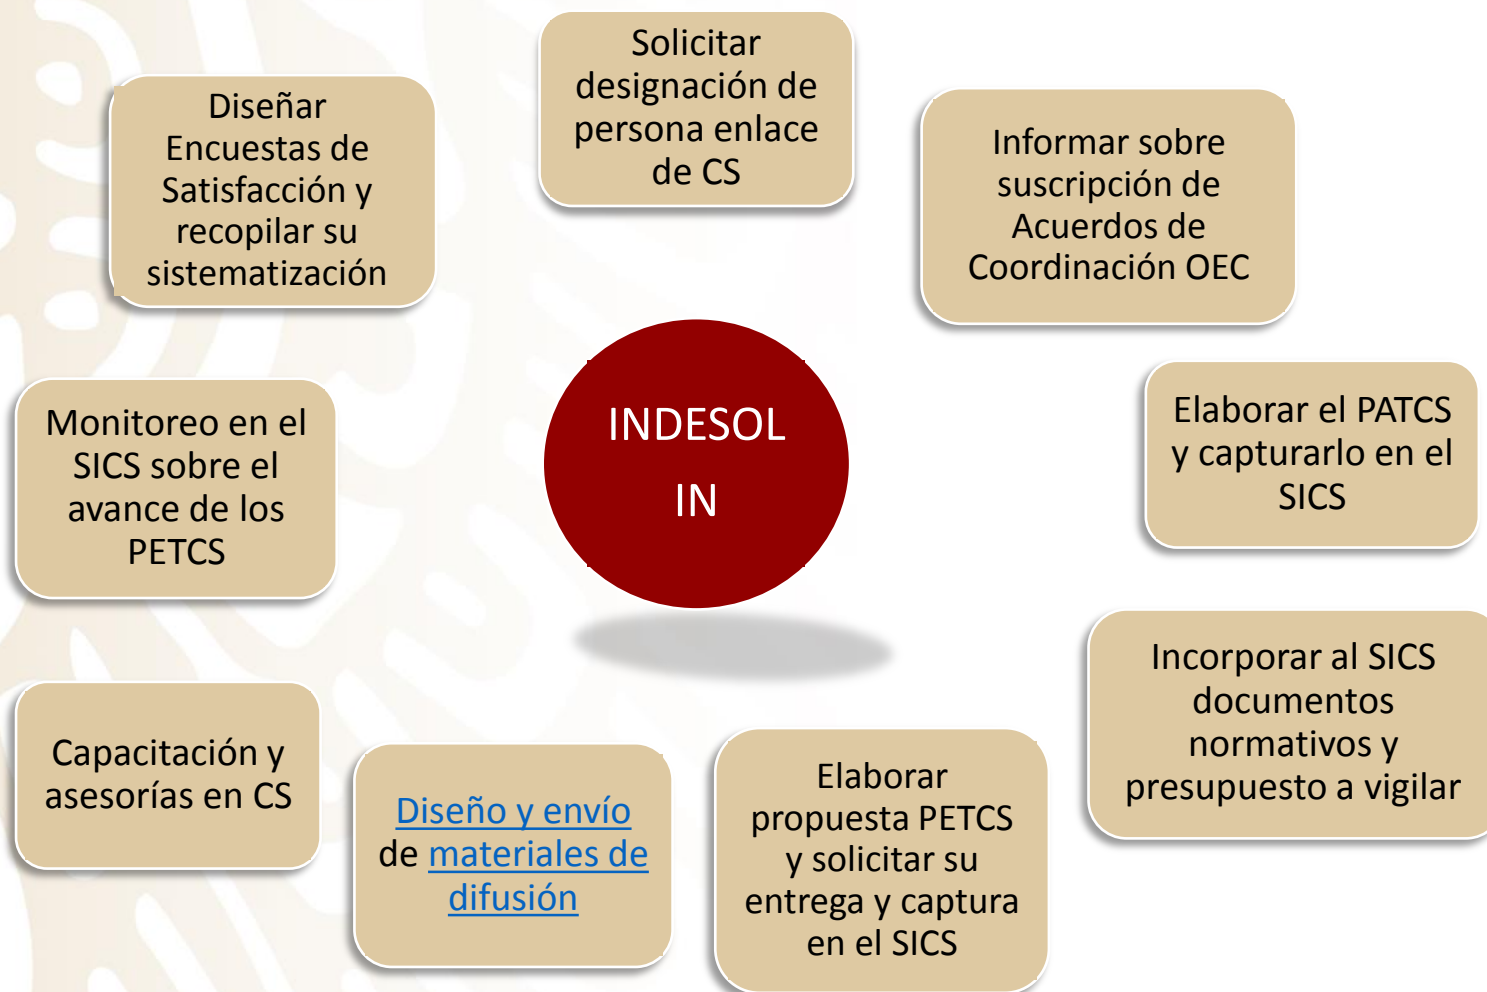 Solicitar
designación de
persona enlace
de CS
Informar sobre
suscripción de
Acuerdos de
Coordinación OEC
Elaborar el PATCS
y capturarlo en el
SICS
Incorporar al SICS
documentos
normativos y
presupuesto a vigilar
Elaborar
propuesta PETCS
y solicitar su
entrega y captura
en el SICS
Diseño y envío
de materiales de
difusión
Capacitación y
asesorías en CS
Monitoreo en el
SICS sobre el
avance de los
PETCS
Diseñar
Encuestas de
Satisfacción y
recopilar su
sistematización
INDESOL
IN